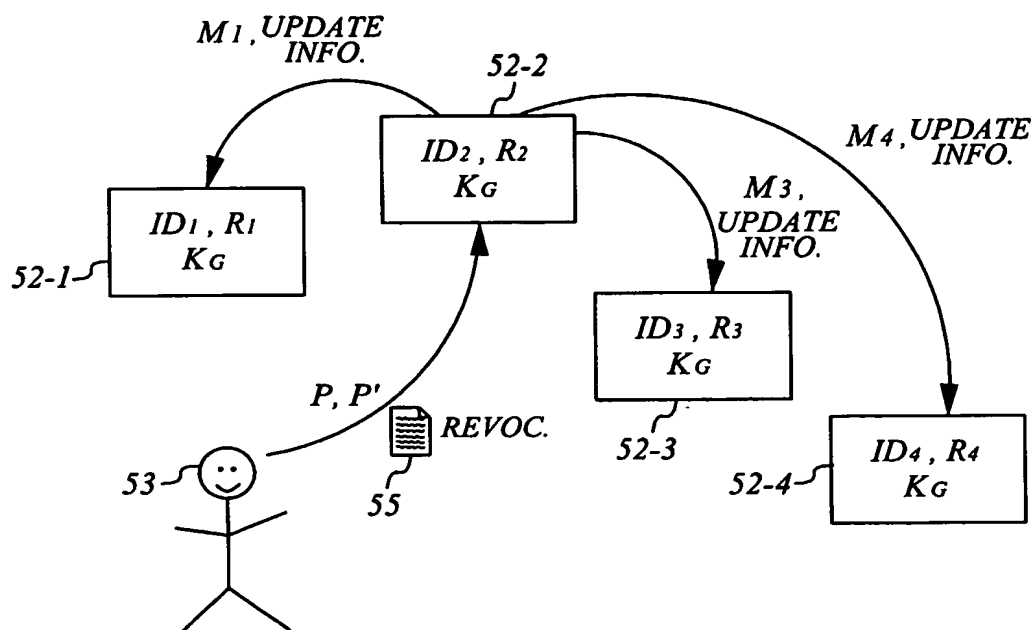 M1, UPDATE
INFO.
52-2
ID2, R2
KG
M4, UPDATE
INFO.
M3,
UPDATE
INFO.
ID1, R1
KG
52-1
ID3, R3
KG
52-3
P, P'
REVOC.
55
53
ID4, R4
KG
52-4